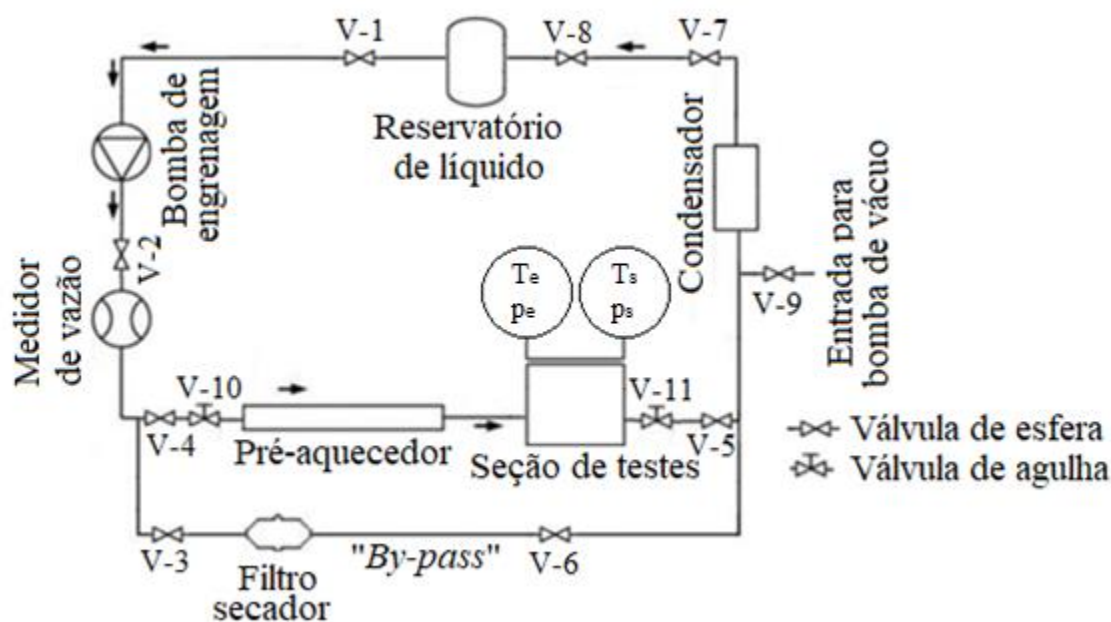 V-1
V-8
V-7
Reservatório
de líquido
Bomba de
engrenagem
Condensador
V-2
Medidor
de vazão
Te
pe
Ts
ps
V-9
Entrada para
bomba de vácuo
V-10
V-4
Pré-aquecedor
V-11
V-5
Seção de testes
Válvula de esfera
Válvula de agulha
V-3
"By-pass"
V-6
Filtro
secador